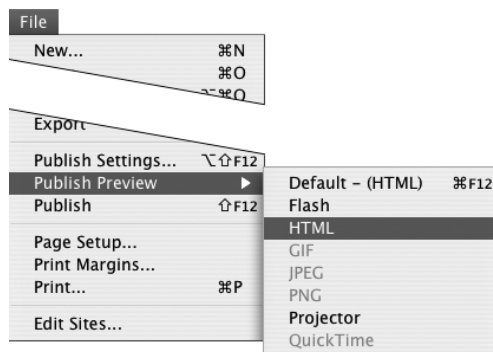 File
New... ⌘N
⌘O
⌥⌘O
Export
Publish Settings... ⌥⇧F12
Publish Preview ▶
Publish ⇧F12
Page Setup...
Print Margins...
Print... ⌘P
Edit Sites...
Default – (HTML) ⌘F12
Flash
HTML
GIF
JPEG
PNG
Projector
QuickTime